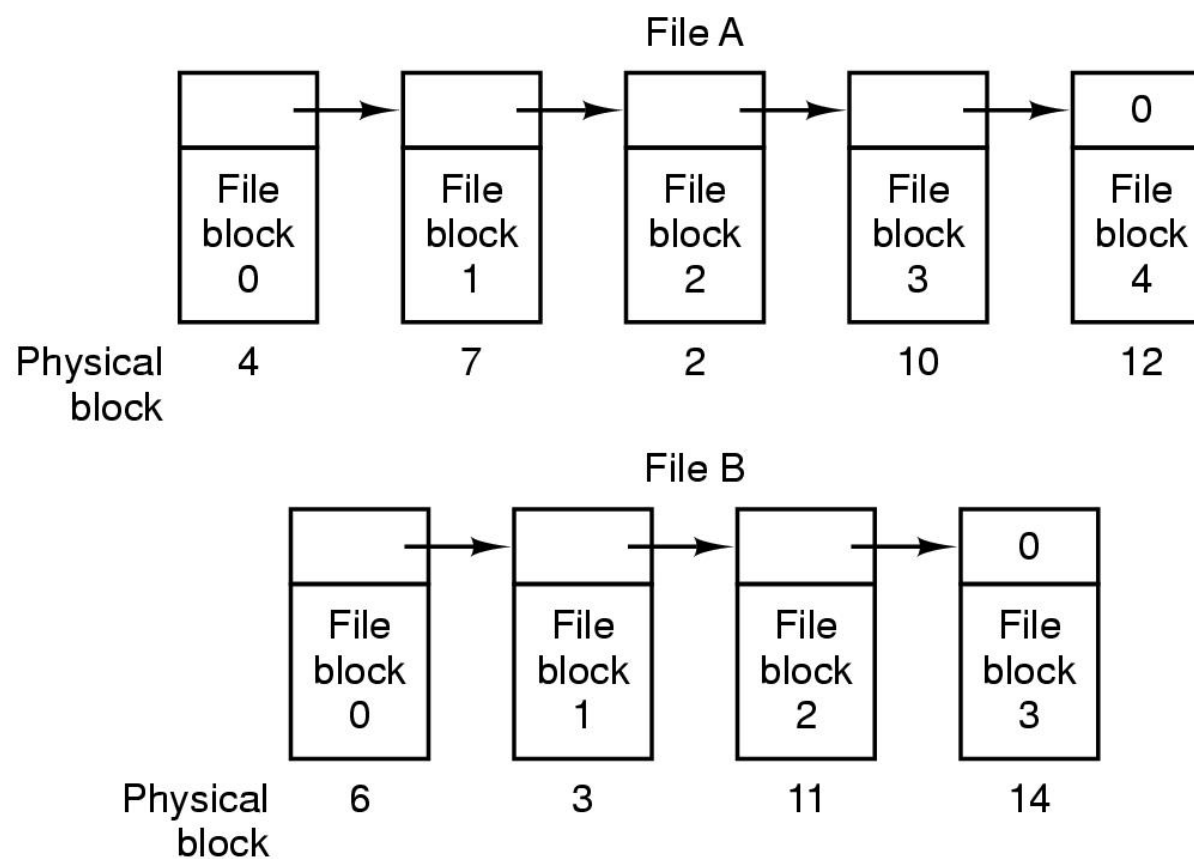 File A
0
File block 0
File block 1
File block 2
File block 3
File block 4
Physical block 4 7 2 10 12
File B
0
File block 0
File block 1
File block 2
File block 3
Physical block 6 3 11 14